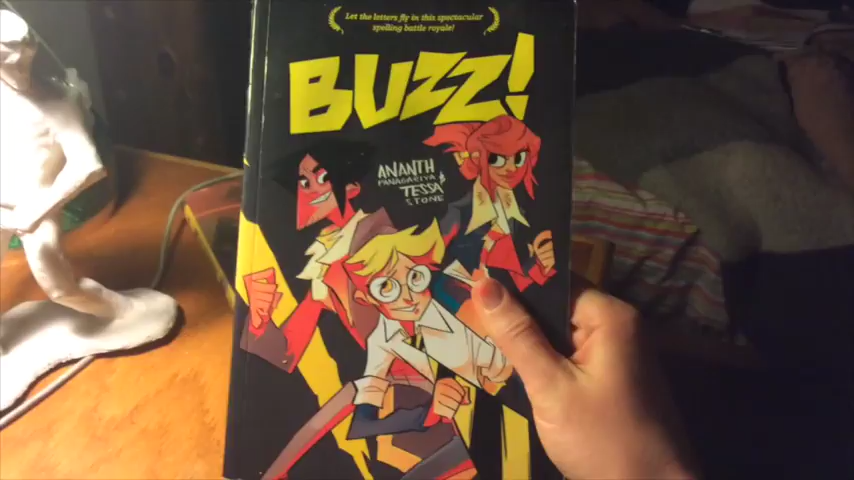 Let the letters fly in this spectacular
spelling battle royale!
BUZZ!
ANANTH
PANAGARIYA &
TESSA
STONE